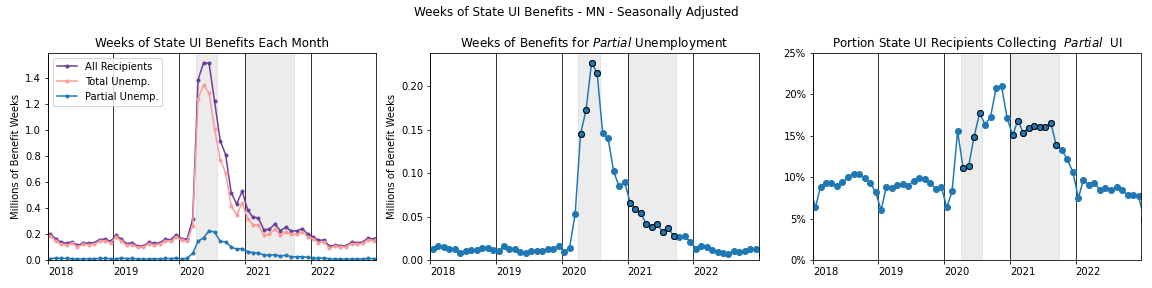 Weeks of State UI Benefits - MN - Seasonally Adjusted
Weeks of State UI Benefits Each Month
Millions of Benefit Weeks
1.4
1.2
1.0
0.8
0.6
0.4
0.2
0.0
All Recipients
Total Unemp.
Partial Unemp.
2018 2019 2020 2021 2022
Weeks of Benefits for Partial Unemployment
Millions of Benefit Weeks
0.20
0.15
0.10
0.05
0.00
2018 2019 2020 2021 2022
Portion State UI Recipients Collecting Partial UI
25%
20%
15%
10%
5%
0%
2018 2019 2020 2021 2022